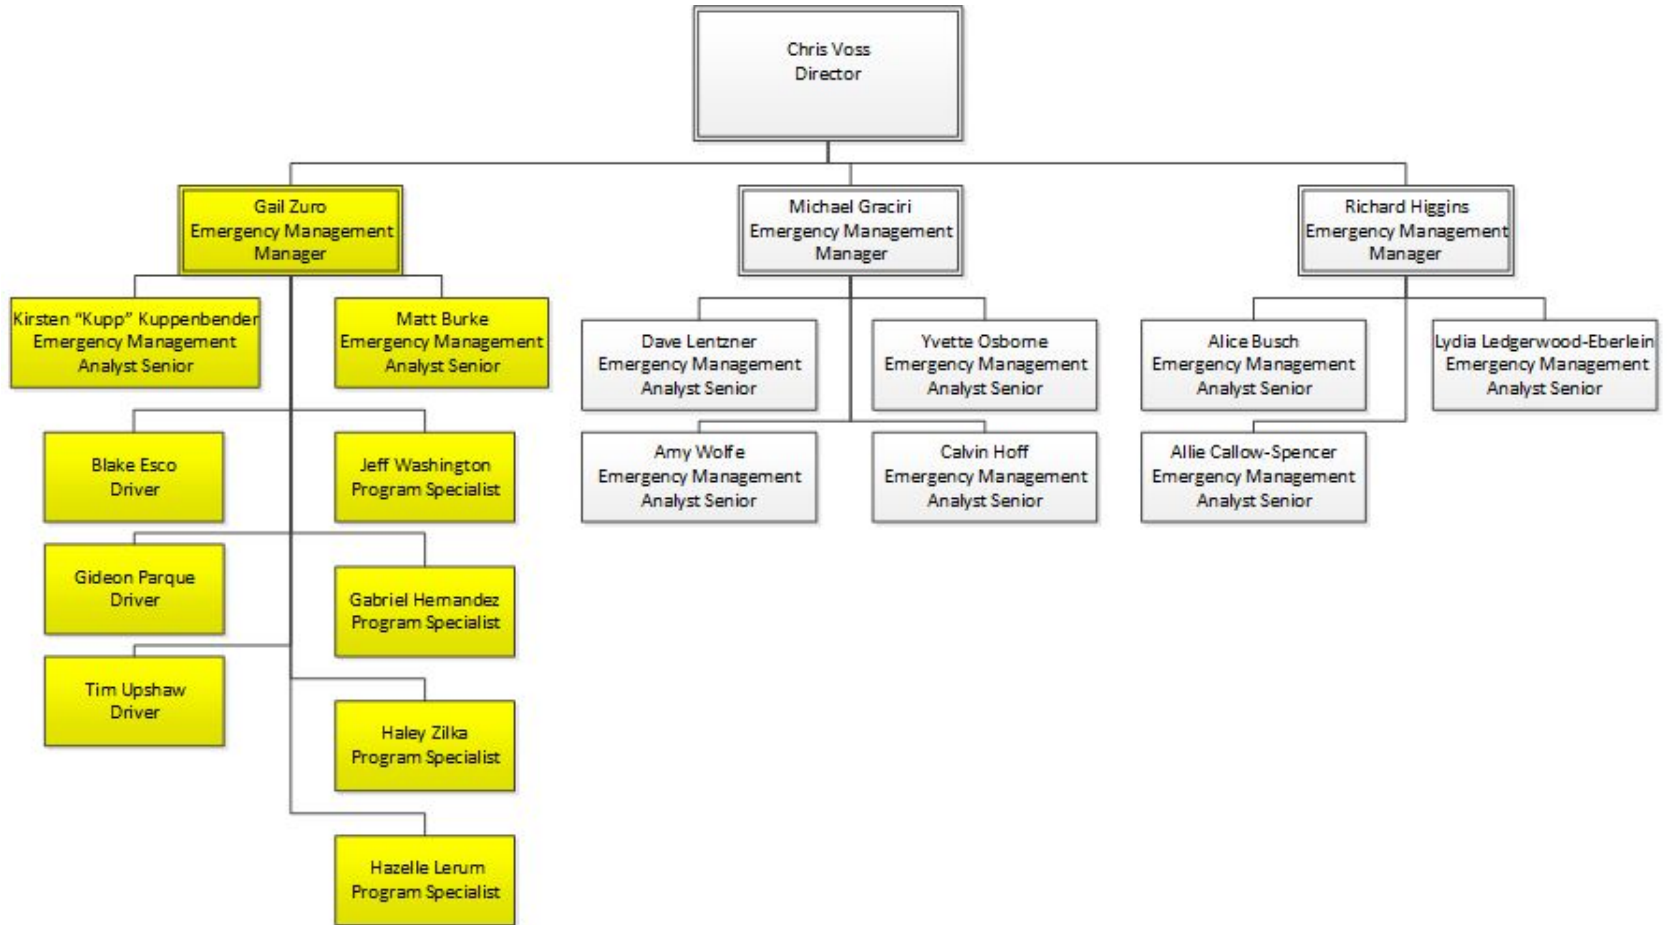 Chris Voss
Director
Gail Zuro
Emergency Management
Manager
Michael Graciri
Emergency Management
Manager
Richard Higgins
Emergency Management
Manager
Kirsten “Kupp” Kuppenbender
Emergency Management
Analyst Senior
Matt Burke
Emergency Management
Analyst Senior
Dave Lentzner
Emergency Management
Analyst Senior
Yvette Osborne
Emergency Management
Analyst Senior
Alice Busch
Emergency Management
Analyst Senior
Lydia Ledgerwood-Eberlein
Emergency Management
Analyst Senior
Blake Esco
Driver
Jeff Washington
Program Specialist
Amy Wolfe
Emergency Management
Analyst Senior
Calvin Hoff
Emergency Management
Analyst Senior
Allie Callow-Spencer
Emergency Management
Analyst Senior
Gideon Parque
Driver
Gabriel Hernandez
Program Specialist
Tim Upshaw
Driver
Haley Zilka
Program Specialist
Hazelle Lerum
Program Specialist